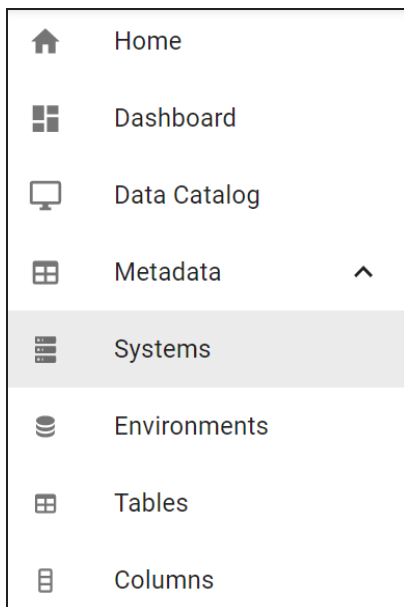 Home
Dashboard
Data Catalog
Metadata
Systems
Environments
Tables
Columns